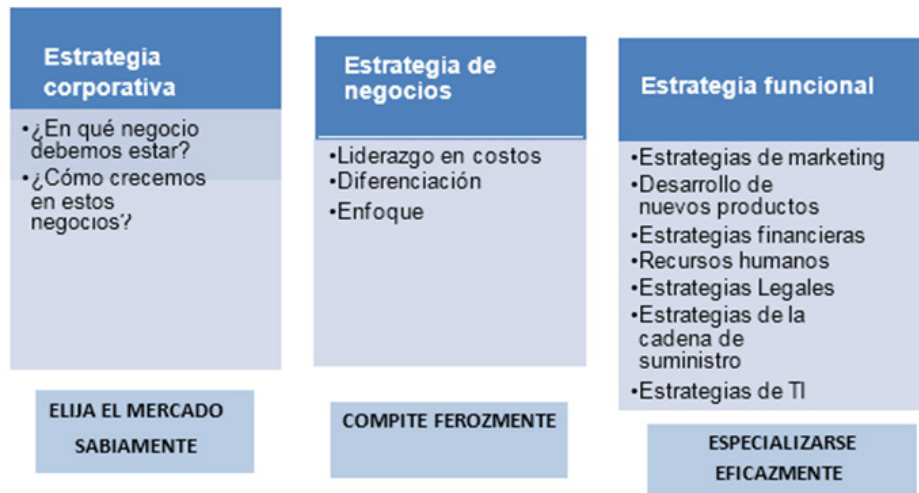 Estrategia
corporativa
•¿En qué negocio
debemos estar?
•¿Cómo crecemos
en estos
negocios?
ELIJA EL MERCADO
SABIAMENTE
Estrategia de
negocios
•Liderazgo en costos
•Diferenciación
•Enfoque
COMPITE FEROZMENTE
Estrategia funcional
•Estrategias de marketing
•Desarrollo de
nuevos productos
•Estrategias financieras
•Recursos humanos
•Estrategias Legales
•Estrategias de la
cadena de
suministro
•Estrategias de TI
ESPECIALIZARSE
EFICAZMENTE